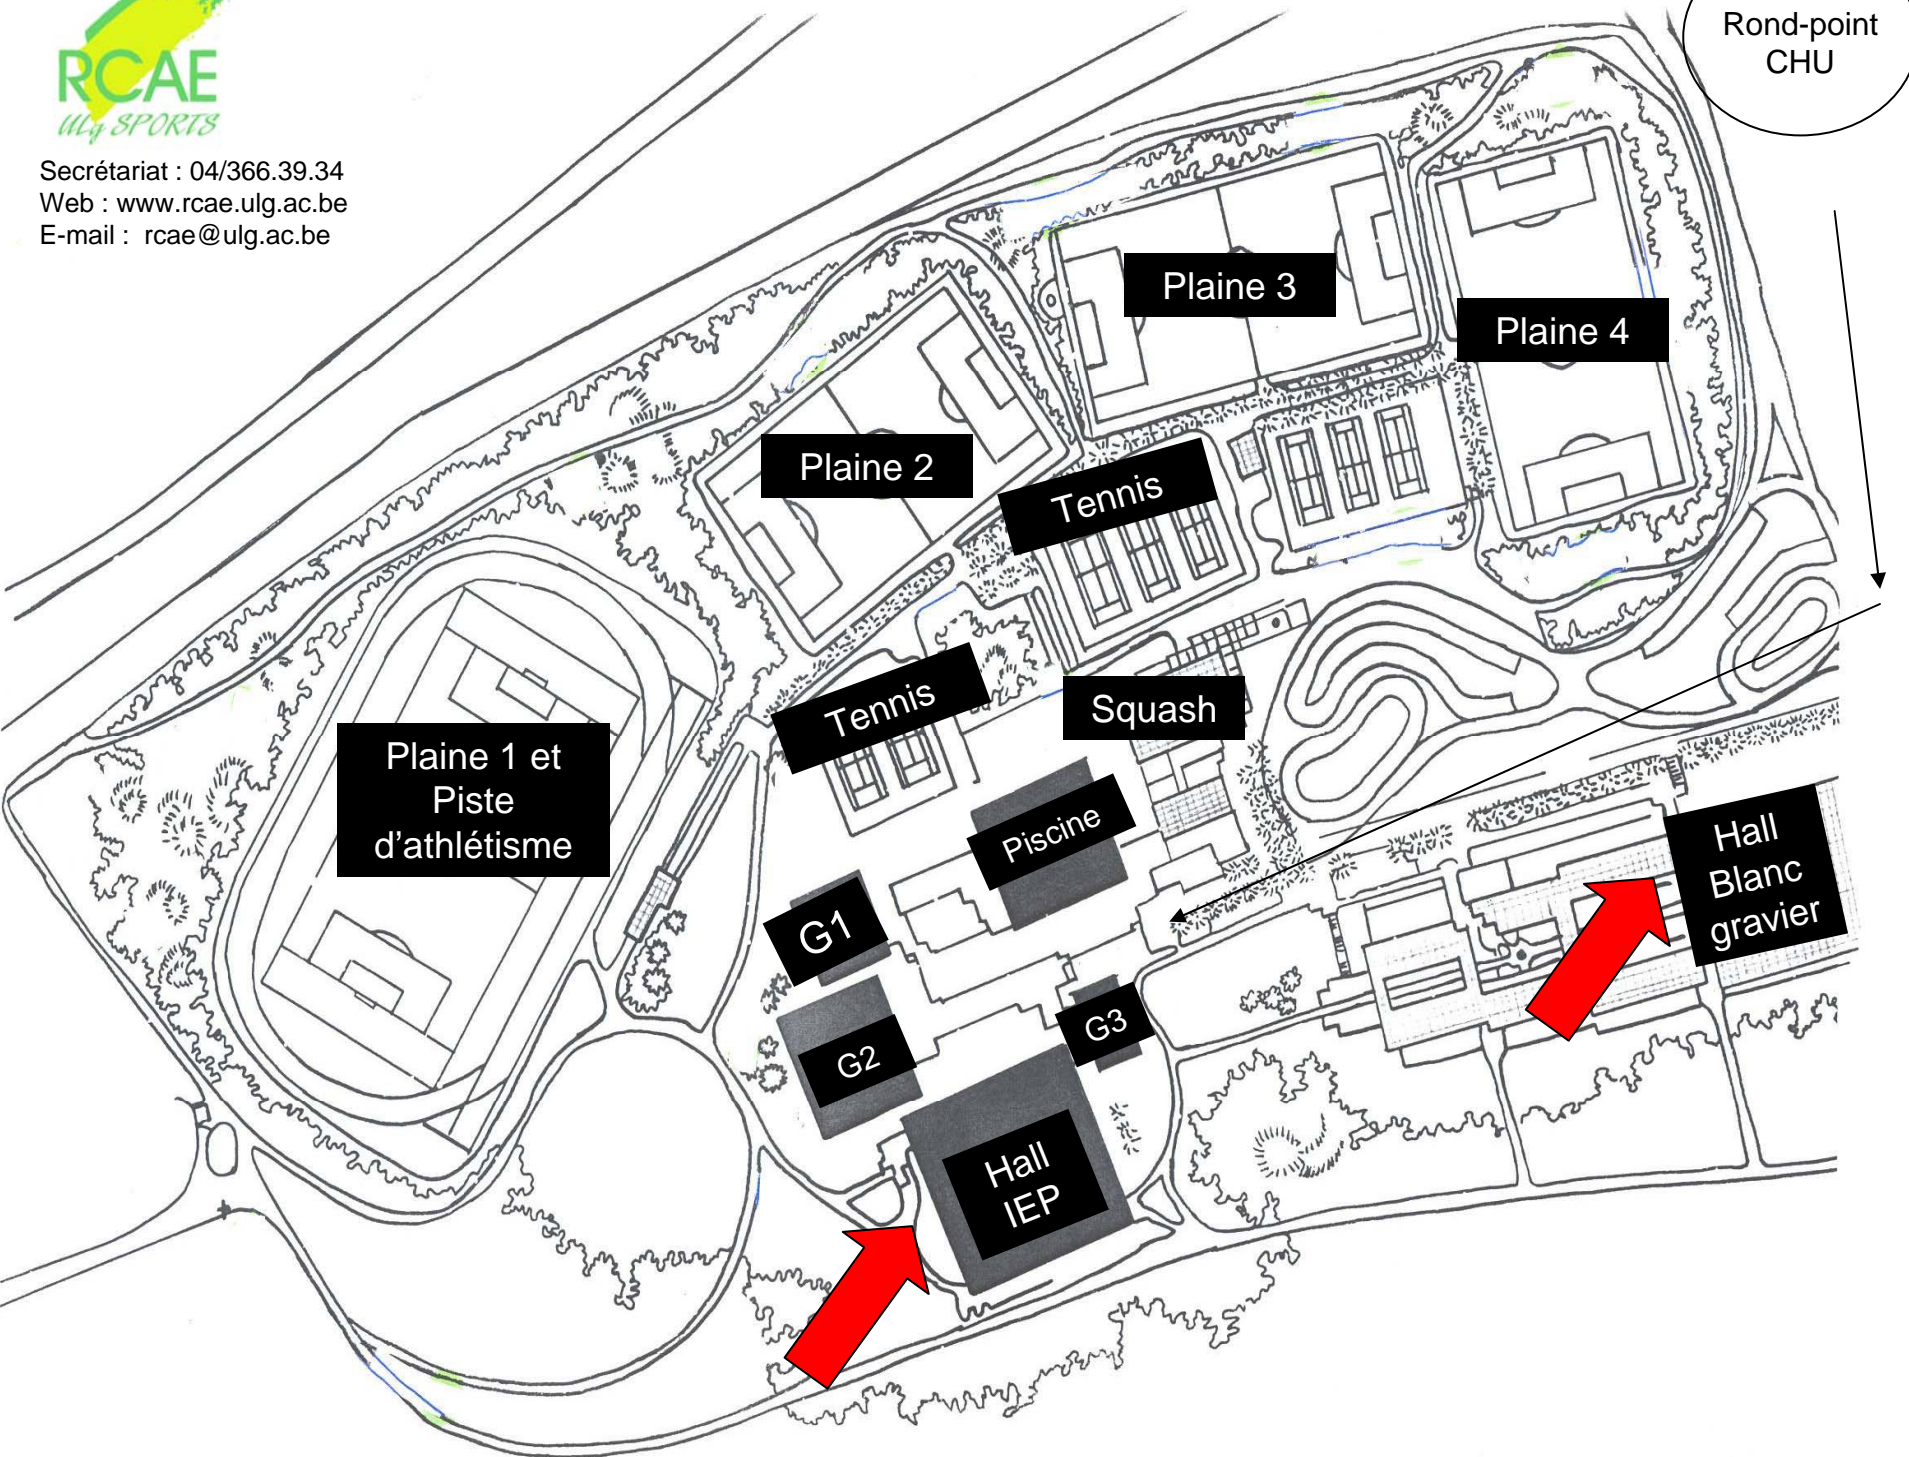 RCAE
ULg SPORTS
Secrétariat : 04/366.39.34
Web : www.rcae.ulg.ac.be
E-mail : rcae@ulg.ac.be
Rond-point
CHU
Plaine 3
Plaine 4
Plaine 2
Tennis
Tennis
Squash
Plaine 1 et
Piste
d'athlétisme
Piscine
Hall
Blanc
gravier
G1
G3
G2
Hall
IEP